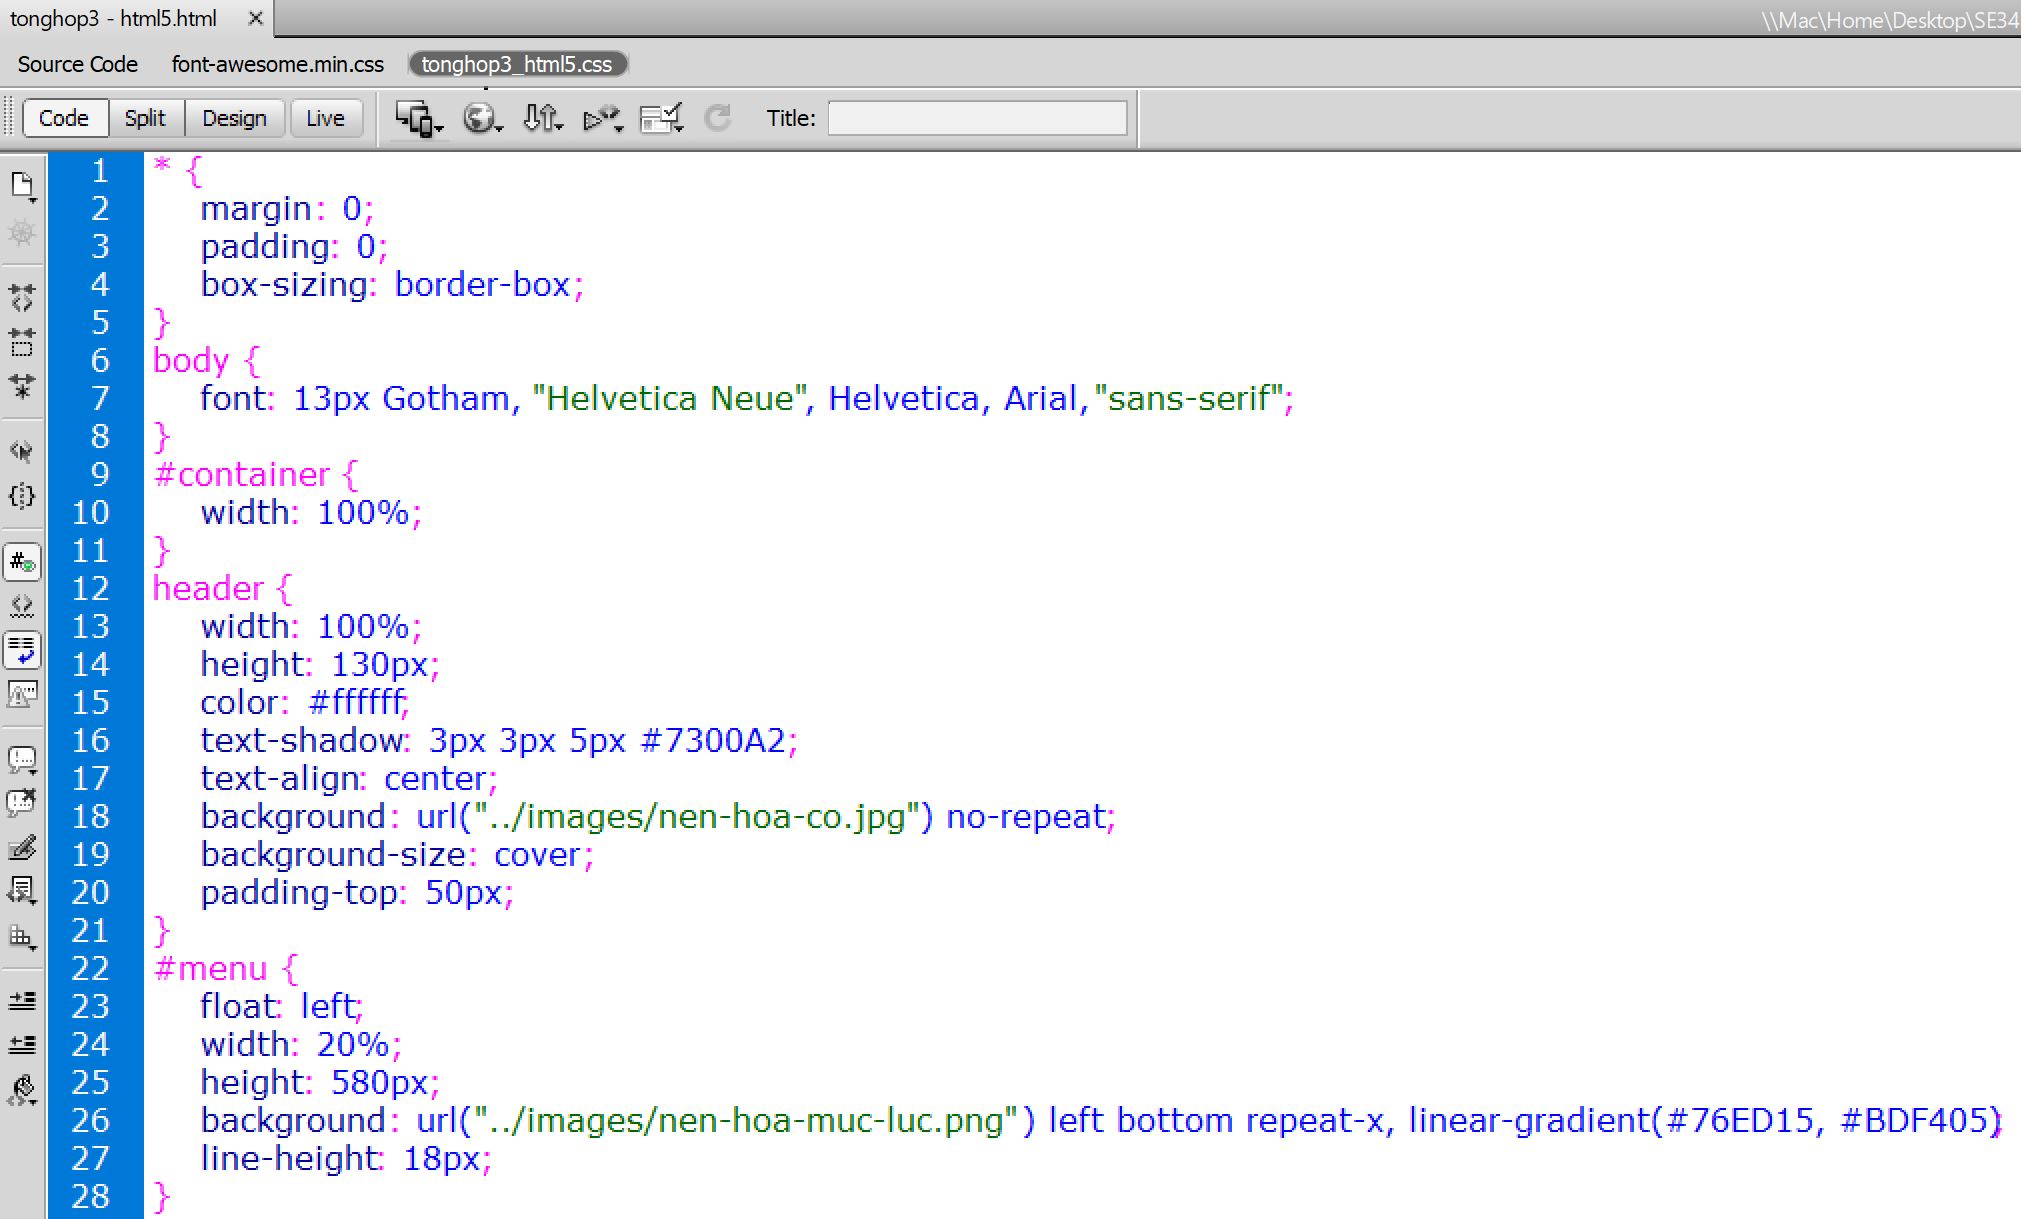 tonghop3 - html5.html ×
\\Mac\Home\Desktop\SE34
Source Code font-awesome.min.css tonghop3_html5.css
Code Split Design Live Title:
1 * {
2 margin: 0;
3 padding: 0;
4 box-sizing: border-box;
5 }
6 body {
7 font: 13px Gotham, "Helvetica Neue", Helvetica, Arial,"sans-serif";
8 }
9 #container {
10 width: 100%;
11 }
12 header {
13 width: 100%;
14 height: 130px;
15 color: #ffffff;
16 text-shadow: 3px 3px 5px #7300A2;
17 text-align: center;
18 background: url("../images/nen-hoa-co.jpg") no-repeat;
19 background-size: cover;
20 padding-top: 50px;
21 }
22 #menu {
23 float: left;
24 width: 20%;
25 height: 580px;
26 background: url("../images/nen-hoa-muc-luc.png") left bottom repeat-x, linear-gradient(#76ED15, #BDF405);
27 line-height: 18px;
28 }